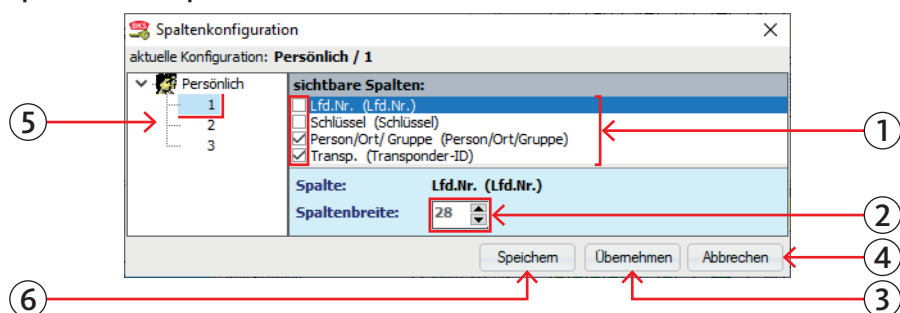 Spaltenkonfiguration
aktuelle Konfiguration: Persönlich / 1
Persönlich
1
2
3
sichtbare Spalten:
Lfd.Nr. (Lfd.Nr.)
Schlüssel (Schlüssel)
Person/Ort/ Gruppe (Person/Ort/Gruppe)
Transp. (Transponder-ID)
Spalte: Lfd.Nr. (Lfd.Nr.)
Spaltenbreite: 28
Speichern Übernehmen Abbrechen
5
1
2
4
6
3